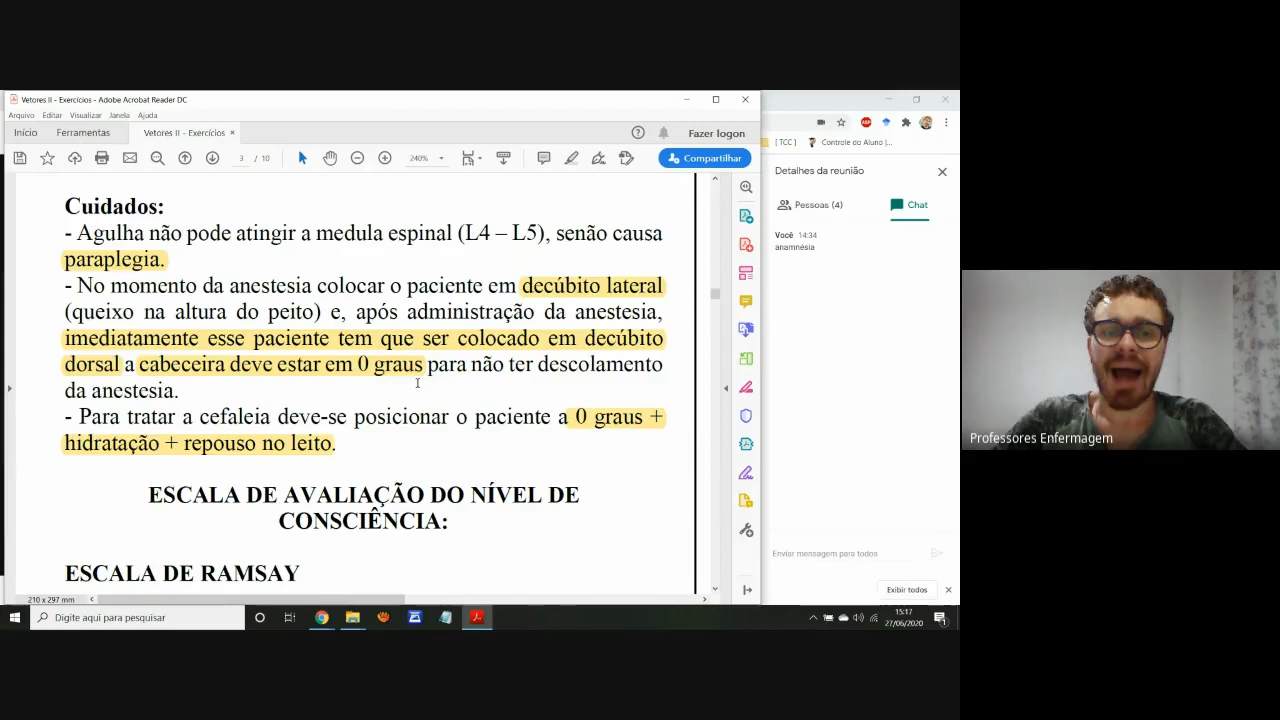 Vetores II - Exercícios - Adobe Acrobat Reader DC
Arquivo Editar Visualizar Janela Ajuda
Início Ferramentas Vetores II - Exercícios × Fazer logon
3 / 10 240% Compartilhar
Cuidados:
- Agulha não pode atingir a medula espinal (L4 – L5), senão causa
paraplegia.
- No momento da anestesia colocar o paciente em decúbito lateral
(queixo na altura do peito) e, após administração da anestesia,
imediatamente esse paciente tem que ser colocado em decúbito
dorsal a cabeceira deve estar em 0 graus para não ter descolamento
da anestesia.
- Para tratar a cefaleia deve-se posicionar o paciente a 0 graus +
hidratação + repouso no leito.
ESCALA DE AVALIAÇÃO DO NÍVEL DE
CONSCIÊNCIA:
ESCALA DE RAMSAY
210 x 297 mm
ABP
[ TCC ] Controle do Aluno |...
Detalhes da reunião
Pessoas (4) Chat
Você 14:34
anamnésia
Enviar mensagem para todos
Exibir todos
Professores Enfermagem
Digite aqui para pesquisar
15:17
27/06/2020
1